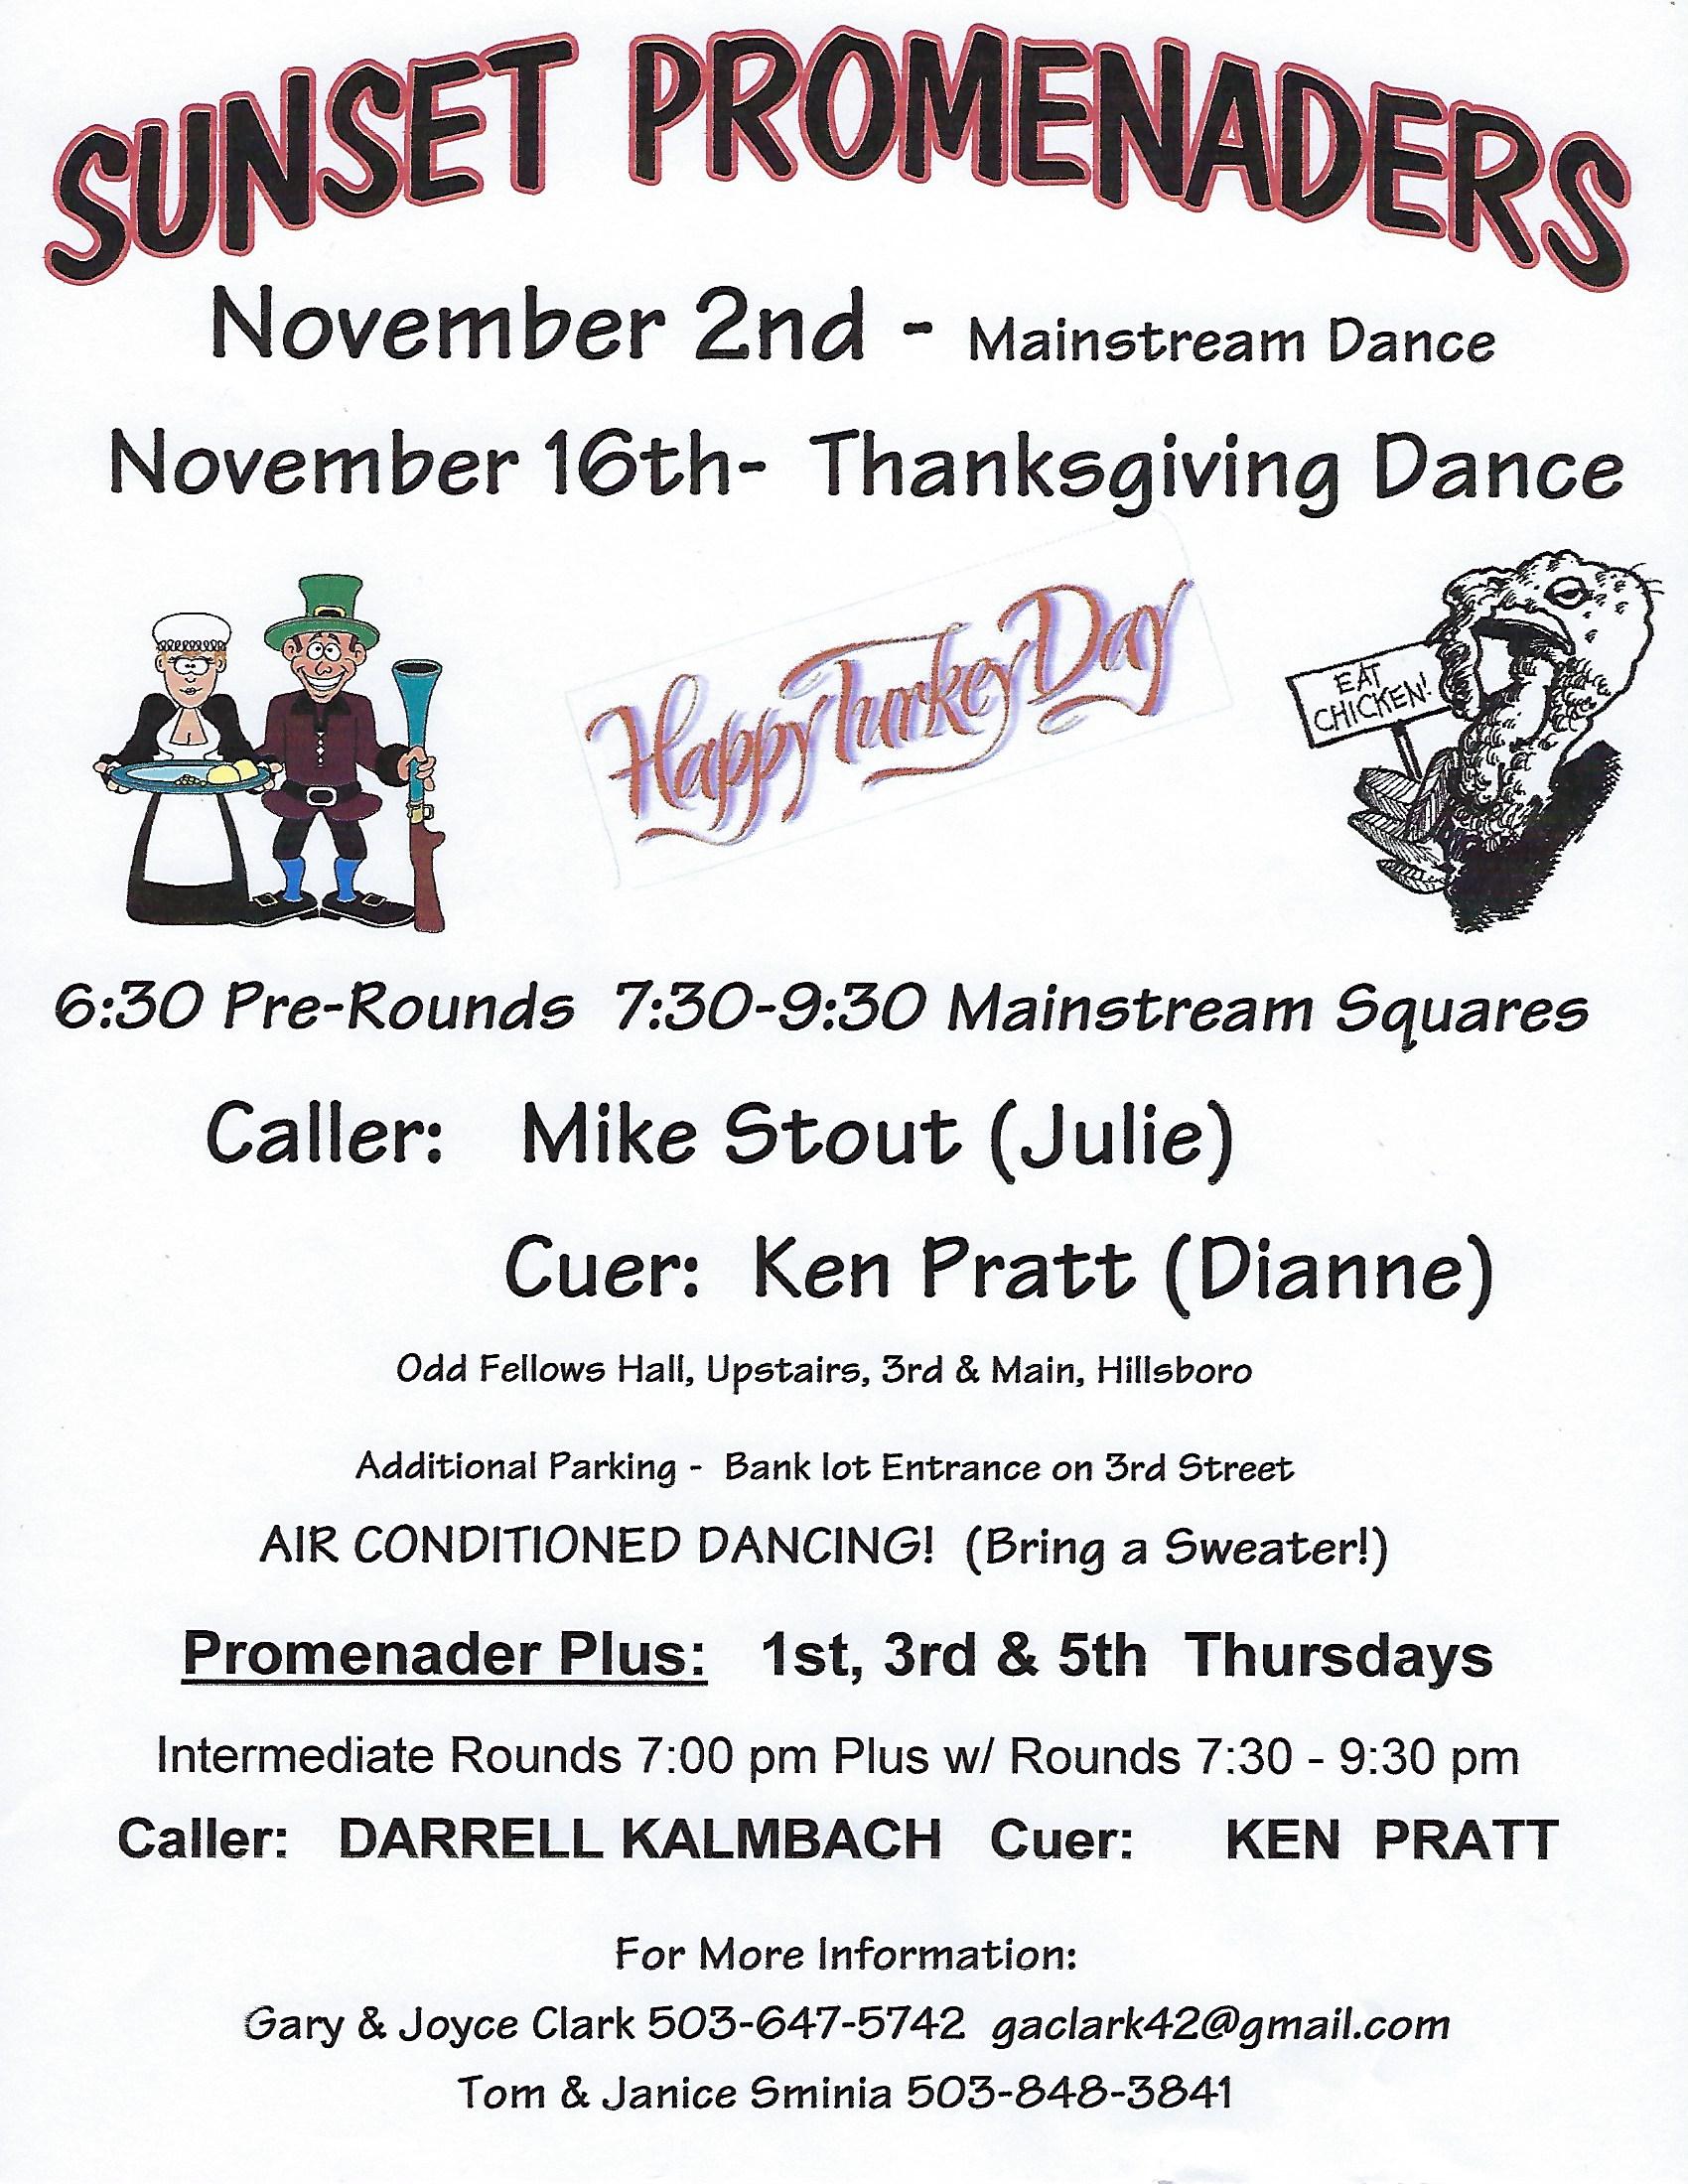 SUNSET PROMENADERS
November 2nd - Mainstream Dance
November 16th- Thanksgiving Dance
Happy Turkey Day
EAT
CHICKEN!
6:30 Pre-Rounds 7:30-9:30 Mainstream Squares
Caller: Mike Stout (Julie)
Cuer: Ken Pratt (Dianne)
Odd Fellows Hall, Upstairs, 3rd & Main, Hillsboro
Additional Parking - Bank lot Entrance on 3rd Street
AIR CONDITIONED DANCING! (Bring a Sweater!)
Promenader Plus: 1st, 3rd & 5th Thursdays
Intermediate Rounds 7:00 pm Plus w/ Rounds 7:30 - 9:30 pm
Caller: DARRELL KALMBACH Cuer: KEN PRATT
For More Information:
Gary & Joyce Clark 503-647-5742 gaclark42@gmail.com
Tom & Janice Sminia 503-848-3841